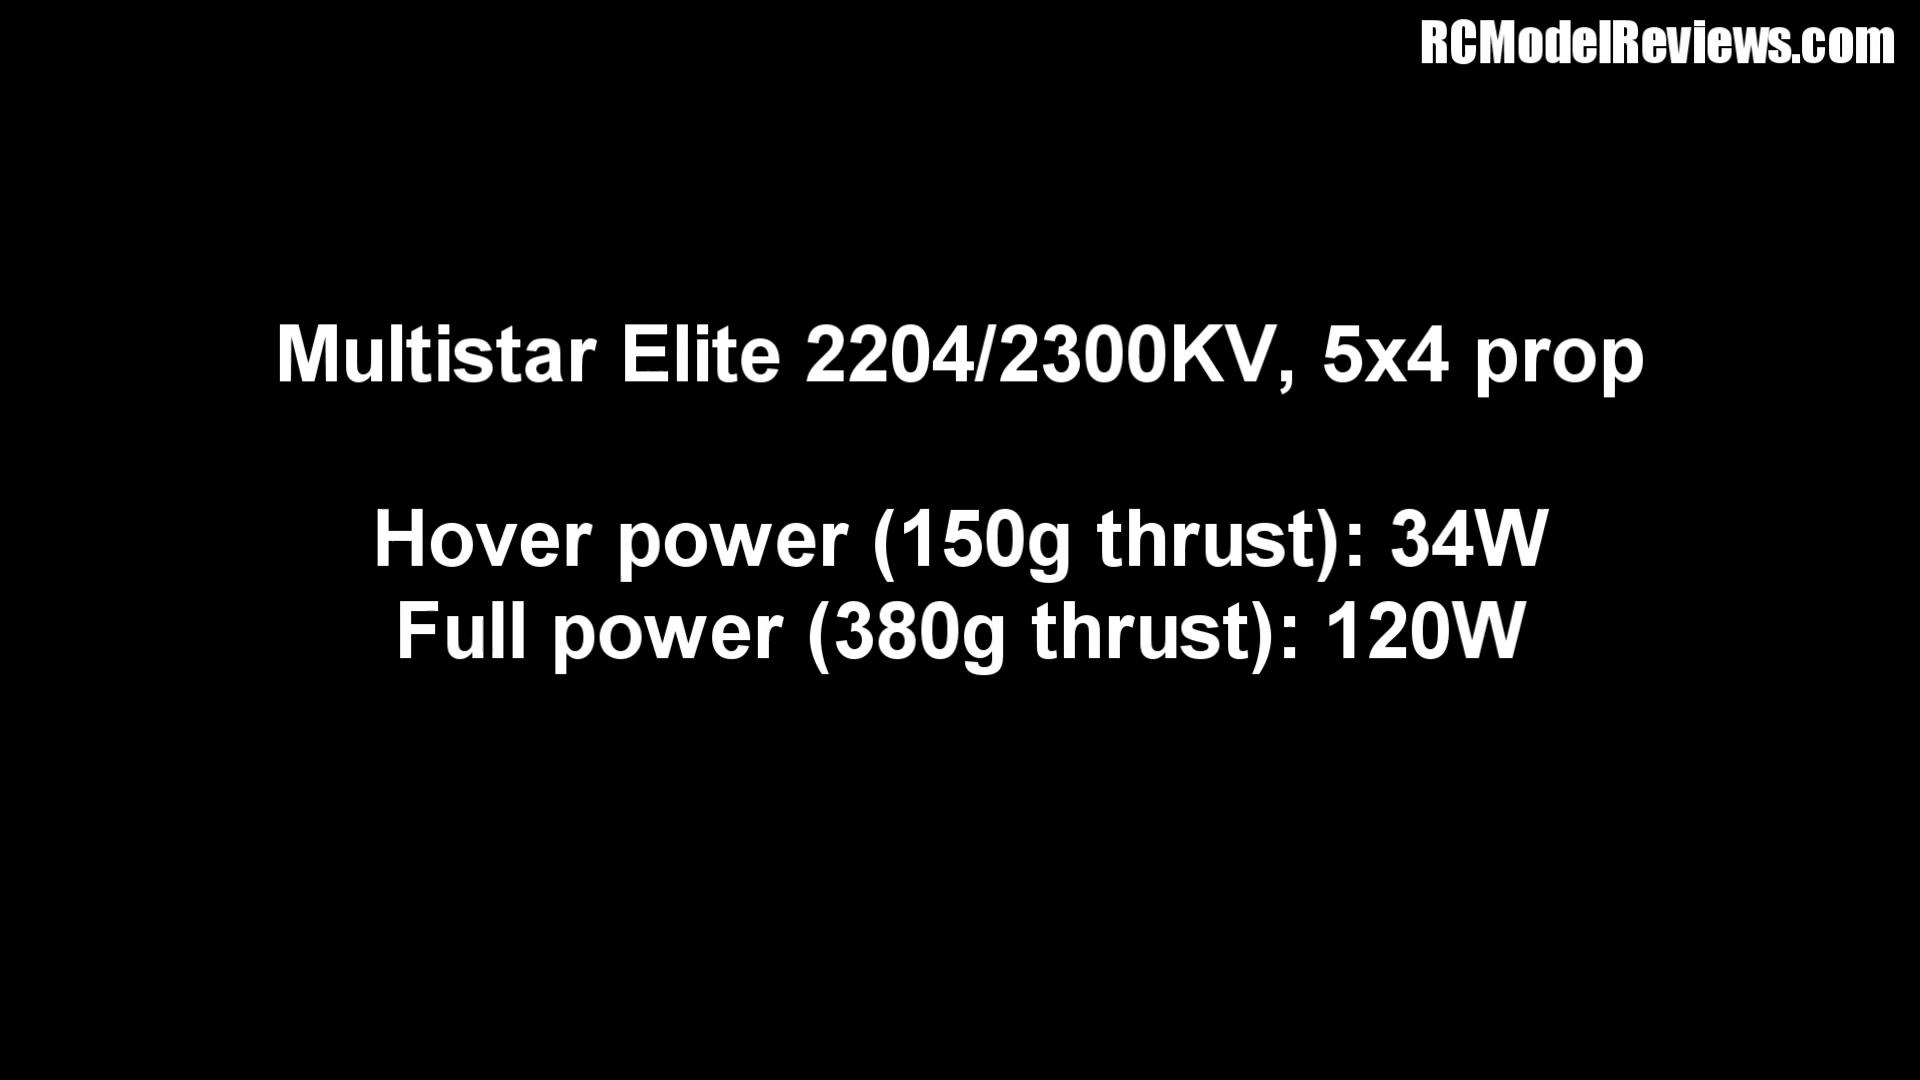 RCModelReviews.com
Multistar Elite 2204/2300KV, 5x4 prop
Hover power (150g thrust): 34W
Full power (380g thrust): 120W